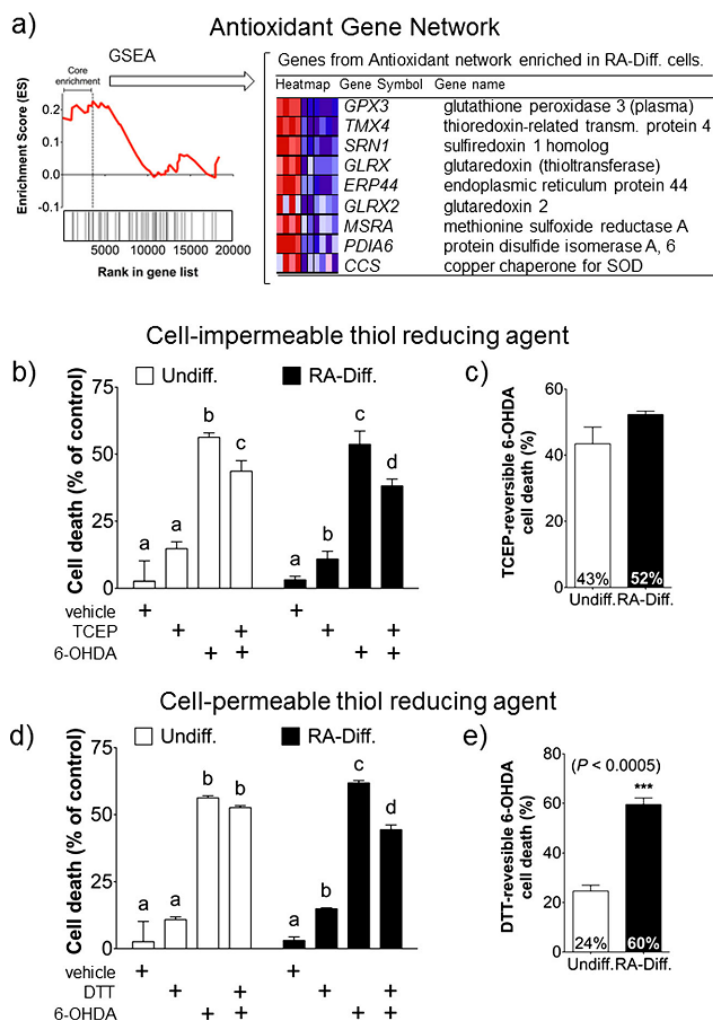 a) Antioxidant Gene Network
GSEA
Core
enrichment
Enrichment Score (ES)
0.2
0.1
0.0
-0.1
5000 10000 15000 20000
Rank in gene list
Genes from Antioxidant network enriched in RA-Diff. cells.
Heatmap Gene Symbol Gene name
GPX3 glutathione peroxidase 3 (plasma)
TMX4 thioredoxin-related transm. protein 4
SRN1 sulfiredoxin 1 homolog
GLRX glutaredoxin (thioltransferase)
ERP44 endoplasmic reticulum protein 44
GLRX2 glutaredoxin 2
MSRA methionine sulfoxide reductase A
PDIA6 protein disulfide isomerase A, 6
CCS copper chaperone for SOD
Cell-impermeable thiol reducing agent
b)
Undiff. RA-Diff.
Cell death (% of control)
75
50
25
0
a a b c a b c d
vehicle + +
TCEP + + + +
6-OHDA + + + +
c)
TCEP-reversible 6-OHDA
cell death (%)
60
40
20
0
43% 52%
Undiff. RA-Diff.
Cell-permeable thiol reducing agent
d)
Undiff. RA-Diff.
Cell death (% of control)
75
50
25
0
a a b b a b c d
vehicle + +
DTT + + + +
6-OHDA + + + +
e)
DTT-revesible 6-OHDA
cell death (%)
80
60
40
20
0
(P < 0.0005)
***
24% 60%
Undiff. RA-Diff.